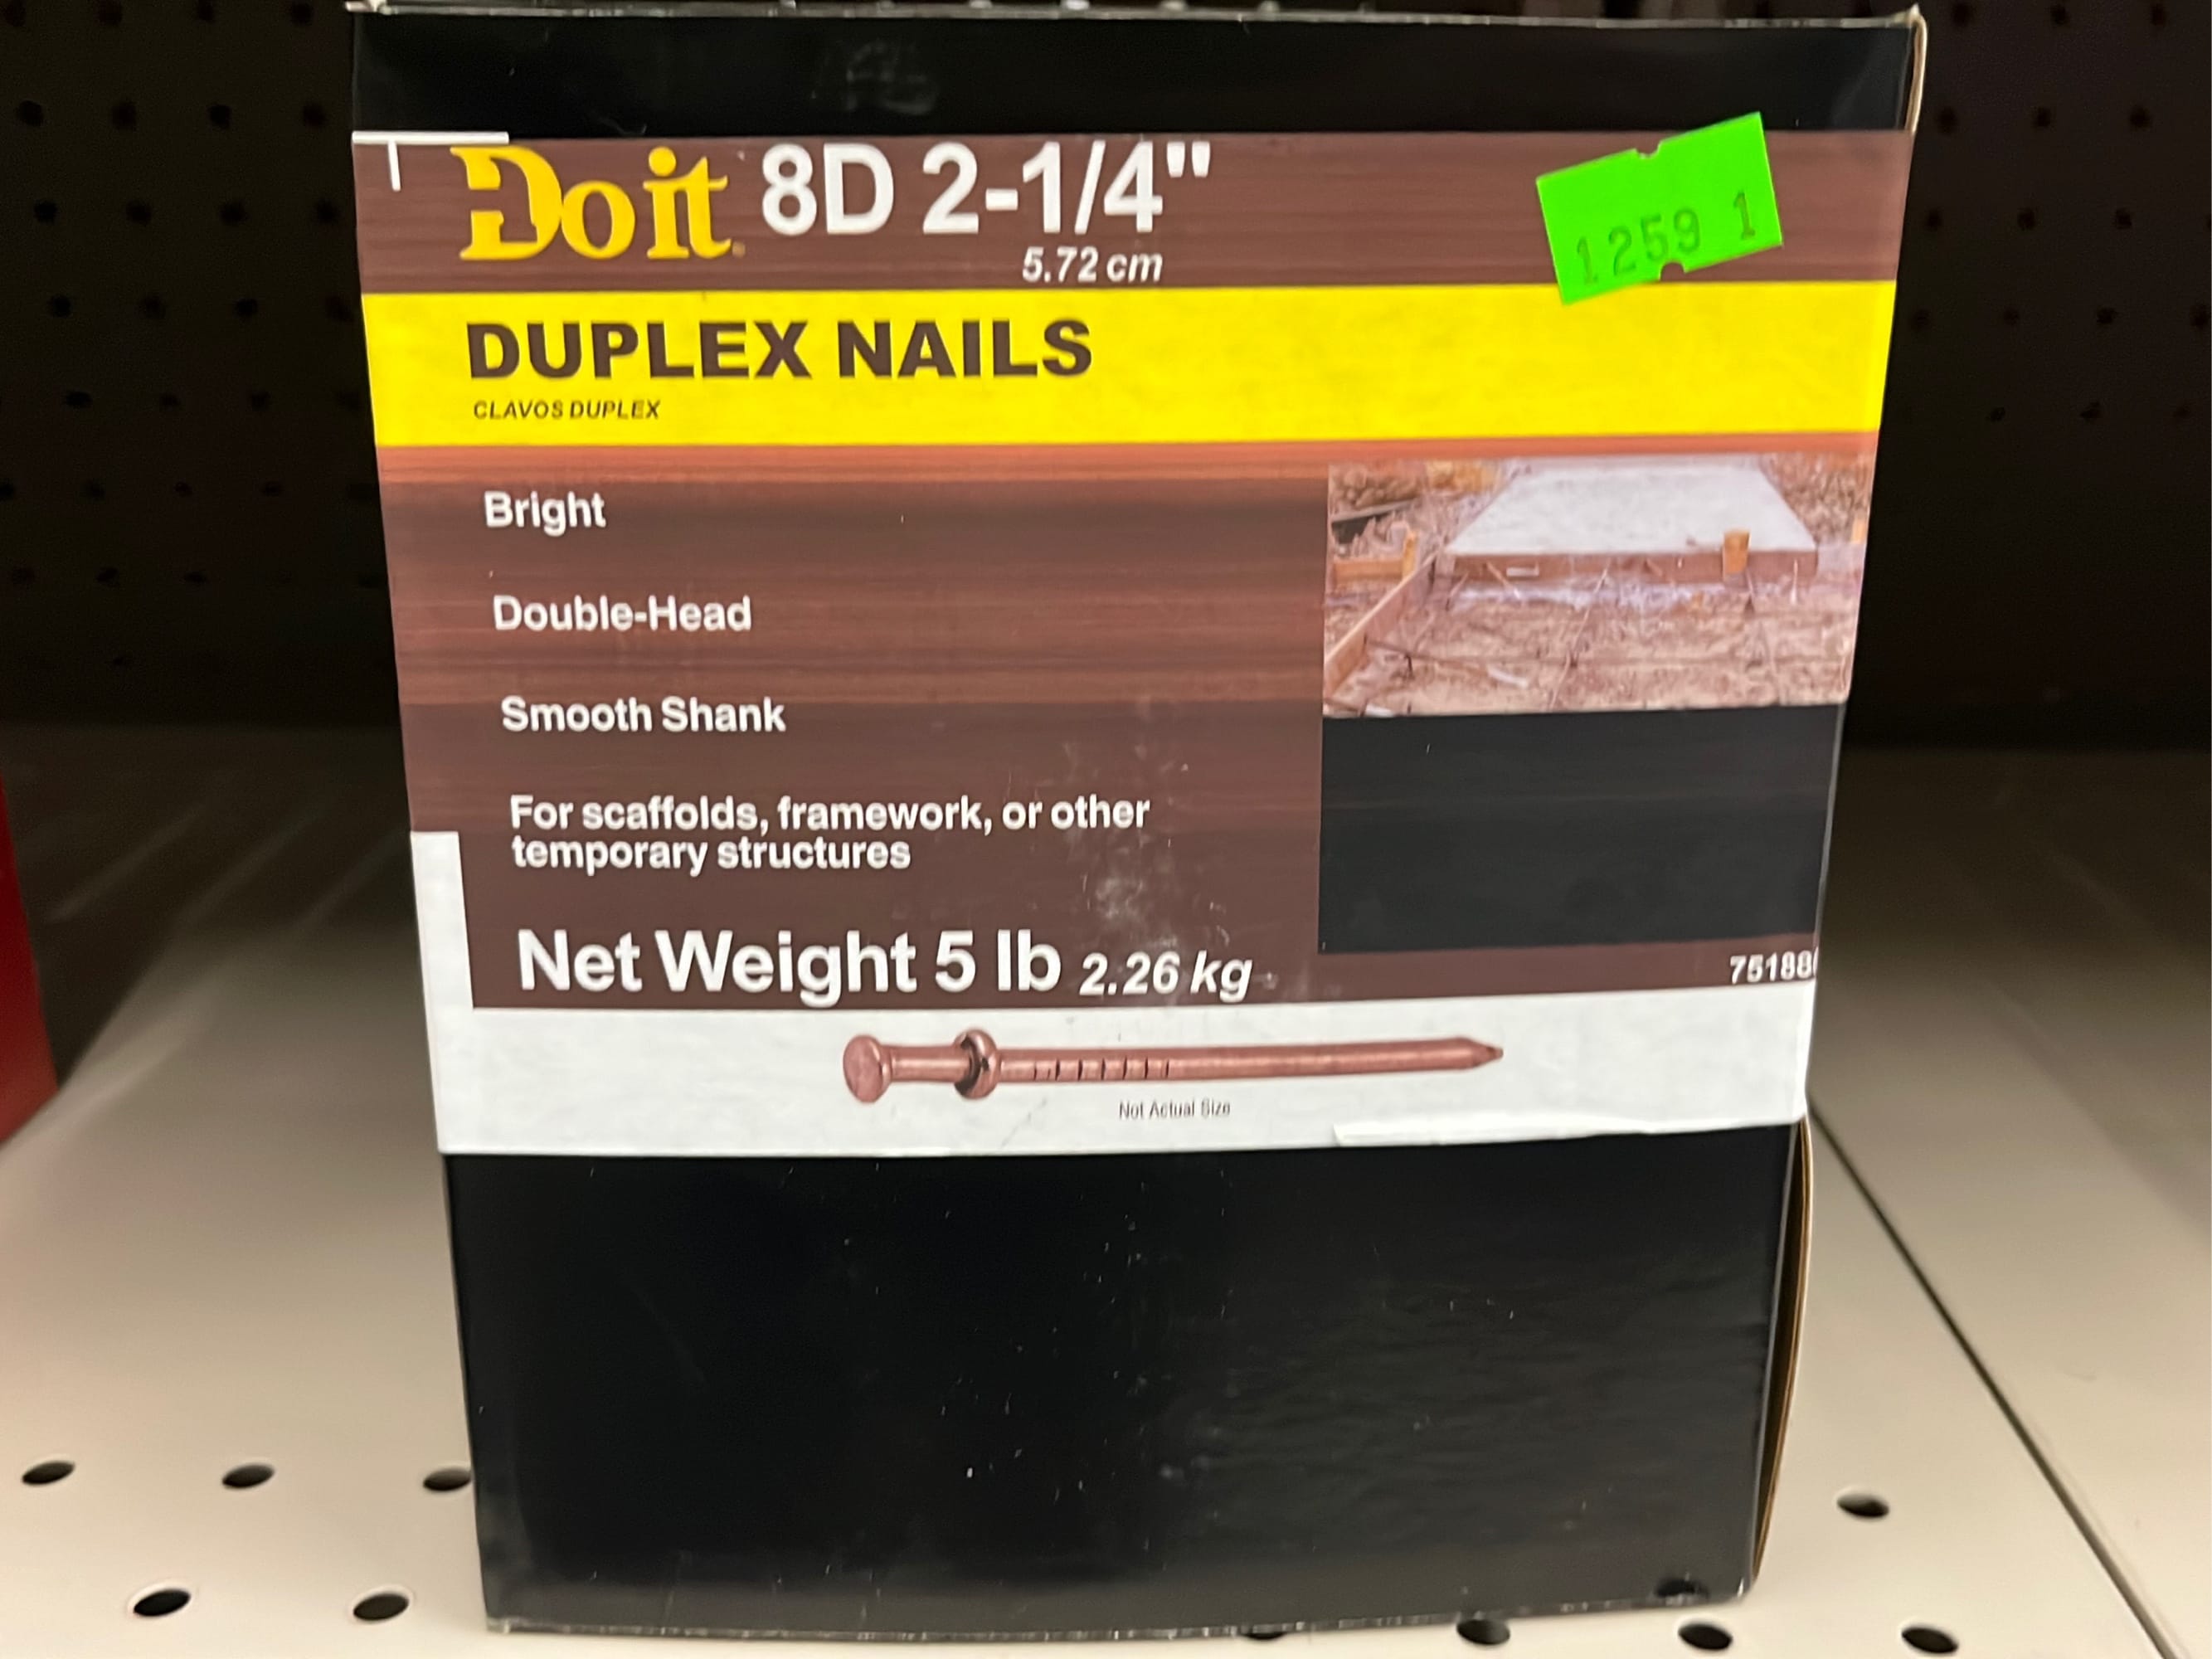 Do it 8D 2-1/4"
5.72 cm
1259 1
DUPLEX NAILS
CLAVOS DUPLEX
Bright
Double-Head
Smooth Shank
For scaffolds, framework, or other
temporary structures
Net Weight 5 lb 2.26 kg
Not Actual Size